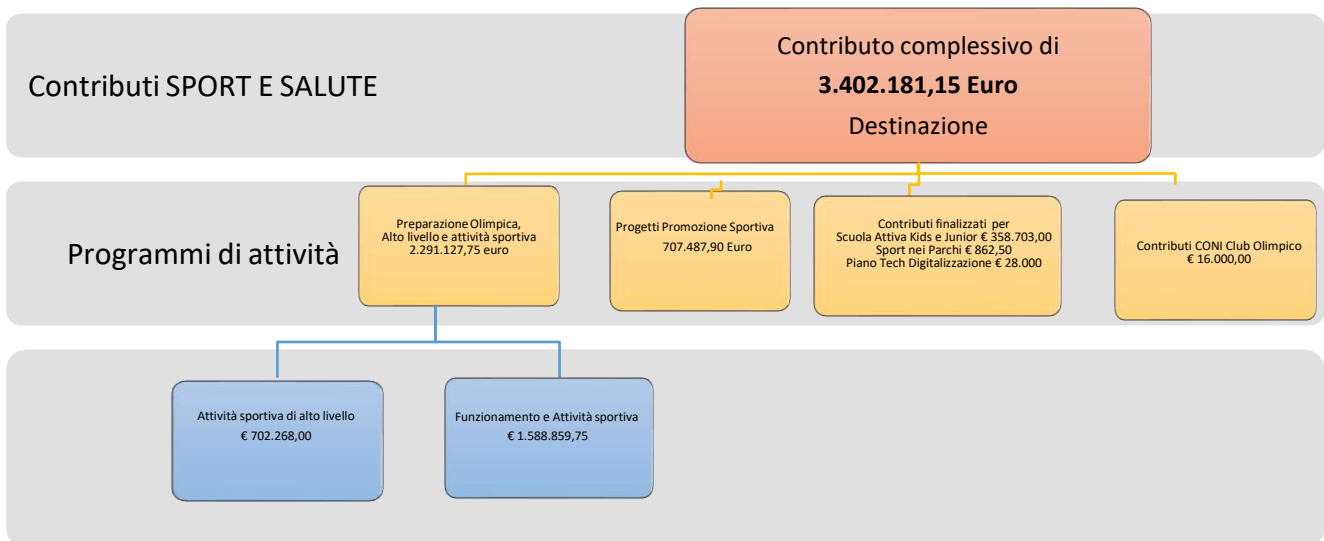 Contributi SPORT E SALUTE
Contributo complessivo di
3.402.181,15 Euro
Destinazione
Programmi di attività
Preparazione Olimpica,
Alto livello e attività sportiva
2.291.127,75 euro
Progetti Promozione Sportiva
707.487,90 Euro
Contributi finalizzati per
Scuola Attiva Kids e Junior € 358.703,00
Sport nei Parchi € 862,50
Piano Tech Digitalizzazione € 28.000
Contributi CONI Club Olimpico
€ 16.000,00
Attività sportiva di alto livello
€ 702.268,00
Funzionamento e Attività sportiva
€ 1.588.859,75